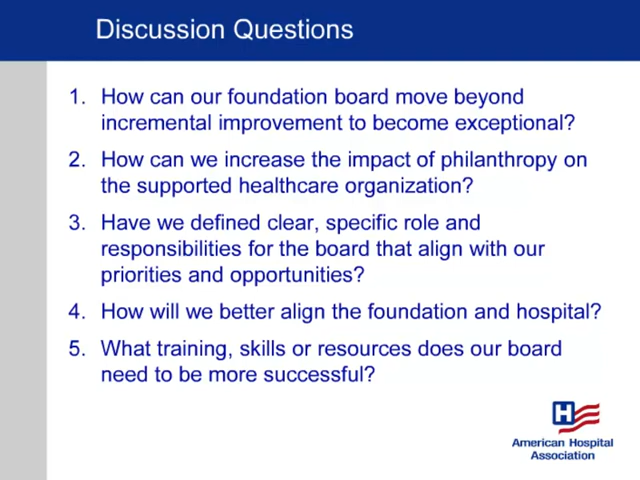 Discussion Questions
1. How can our foundation board move beyond
incremental improvement to become exceptional?
2. How can we increase the impact of philanthropy on
the supported healthcare organization?
3. Have we defined clear, specific role and
responsibilities for the board that align with our
priorities and opportunities?
4. How will we better align the foundation and hospital?
5. What training, skills or resources does our board
need to be more successful?
H
American Hospital
Association